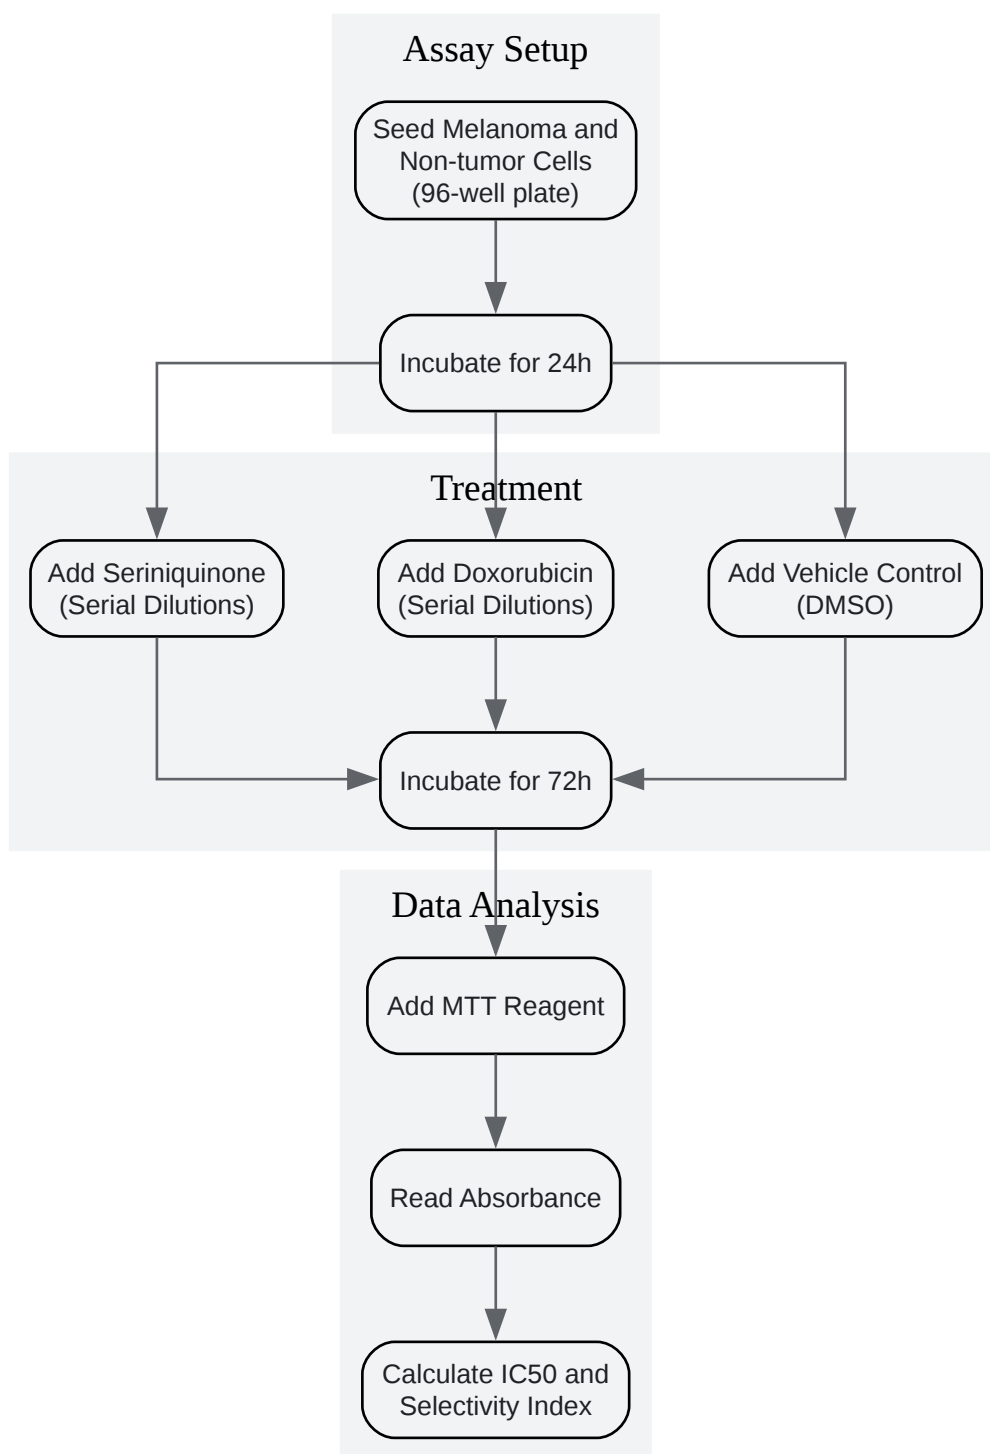 Assay Setup
Seed Melanoma and
Non-tumor Cells
(96-well plate)
Incubate for 24h
Treatment
Add Seriniquinone
(Serial Dilutions)
Add Doxorubicin
(Serial Dilutions)
Add Vehicle Control
(DMSO)
Incubate for 72h
Data Analysis
Add MTT Reagent
Read Absorbance
Calculate IC50 and
Selectivity Index